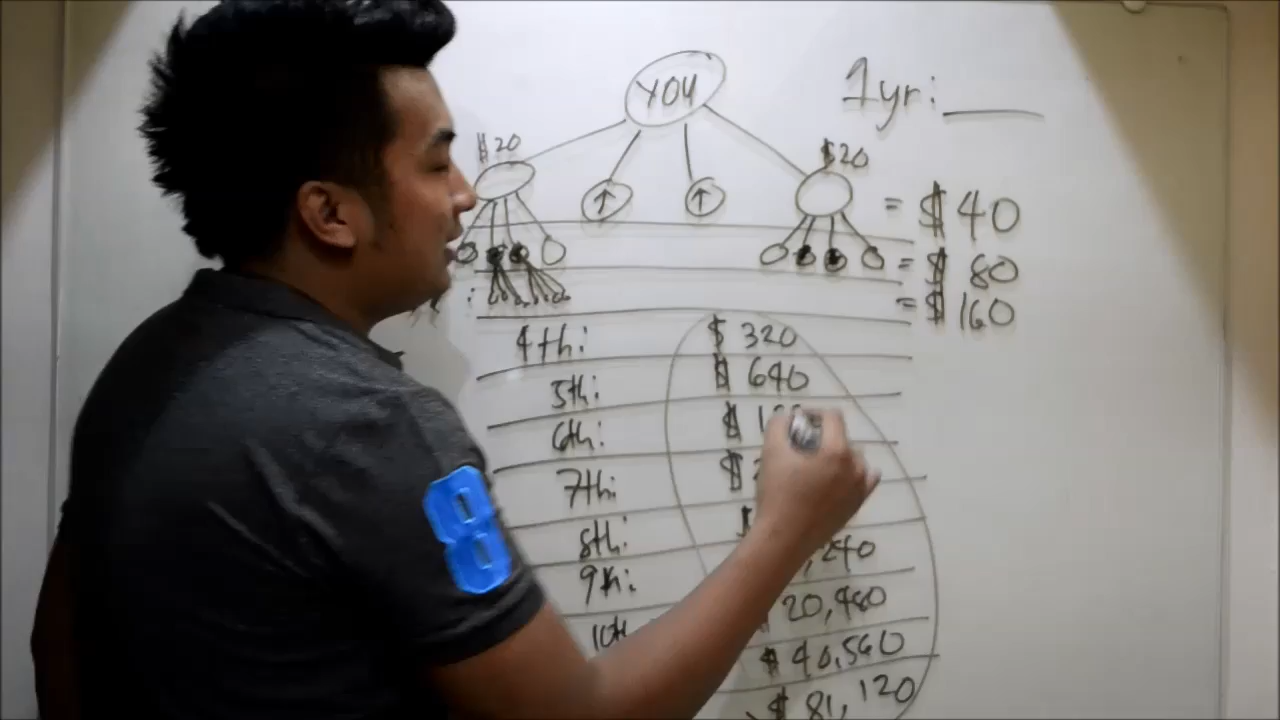 YOU
1yr:
$20
$20
= $40
= $80
= $160
4th: $320
5th: $640
6th: $
7th: $
8th: $
9th: ,240
10th 20,480
$40,560
$81,120
8